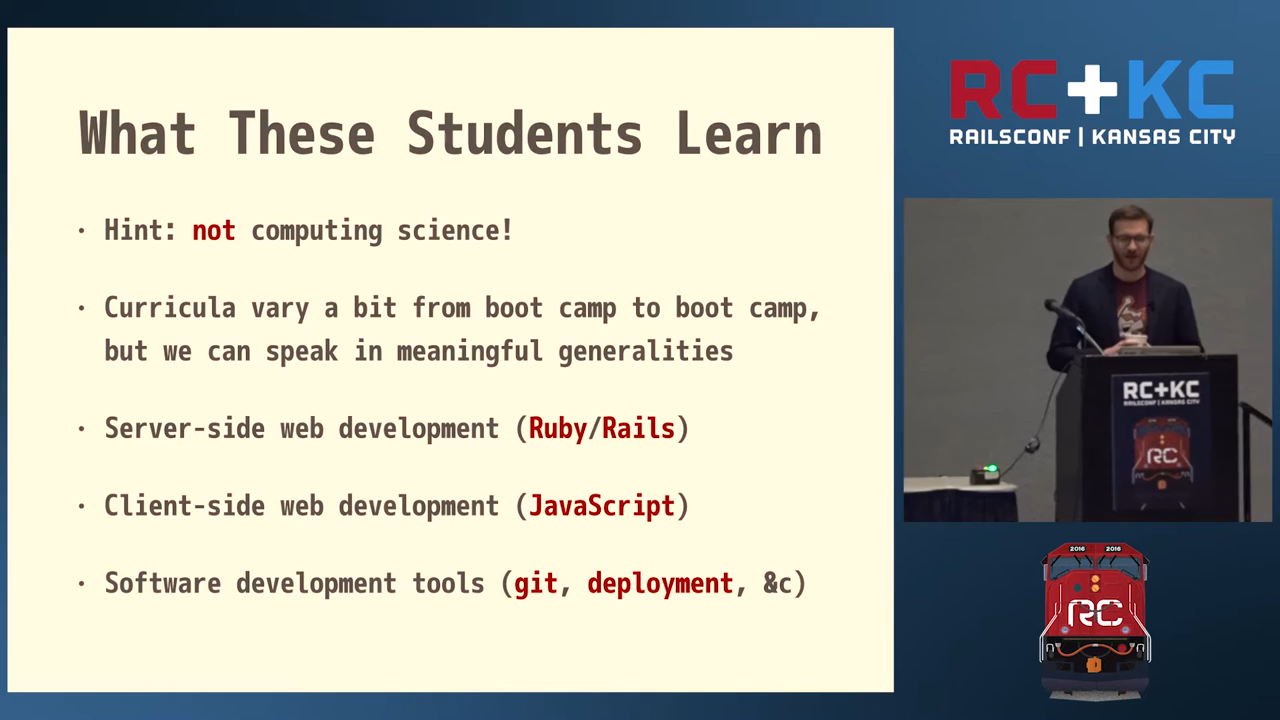 What These Students Learn
· Hint: not computing science!
· Curricula vary a bit from boot camp to boot camp,
but we can speak in meaningful generalities
· Server-side web development (Ruby/Rails)
· Client-side web development (JavaScript)
· Software development tools (git, deployment, &c)
RC+KC
RAILSCONF | KANSAS CITY
RC+KC
RAILSCONF | KANSAS CITY
RC
2016 2016
RC